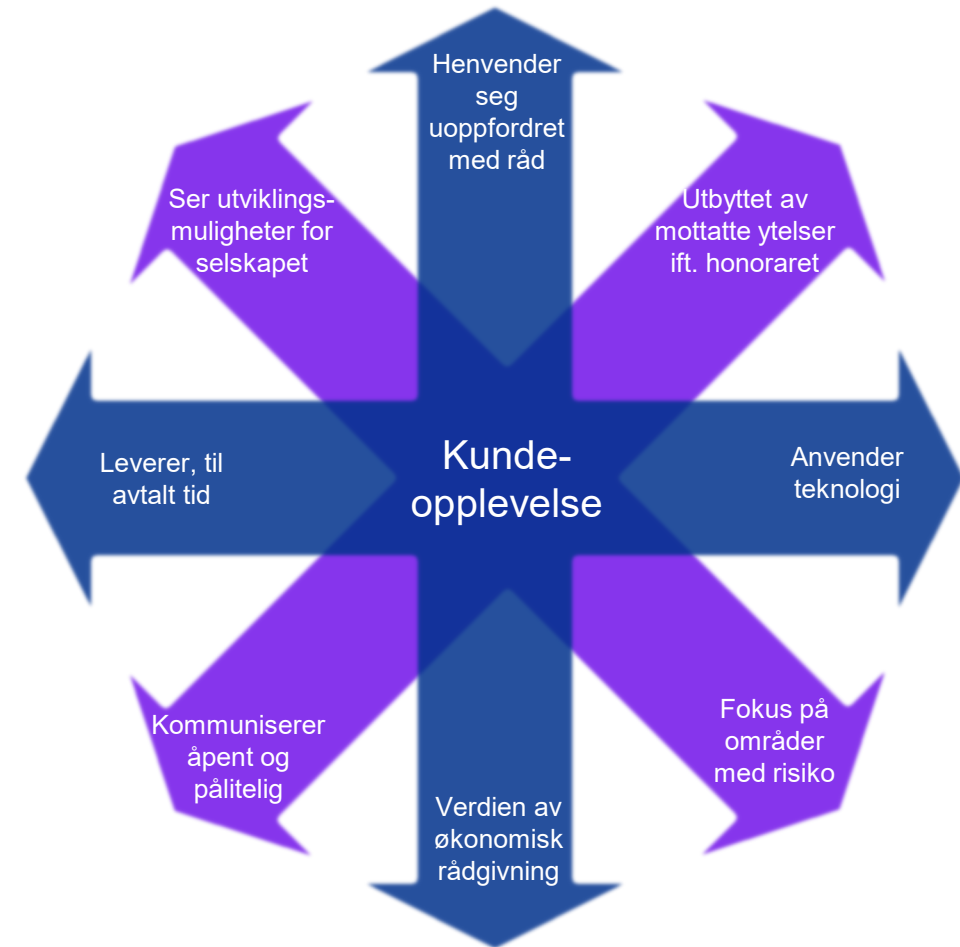 Henvender
seg
uoppfordret
med råd
Ser utviklings-
muligheter for
selskapet
Utbyttet av
mottatte ytelser
ift. honoraret
Leverer, til
avtalt tid
Kunde-
opplevelse
Anvender
teknologi
Kommuniserer
åpent og
pålitelig
Fokus på
områder
med risiko
Verdien av
økonomisk
rådgivning